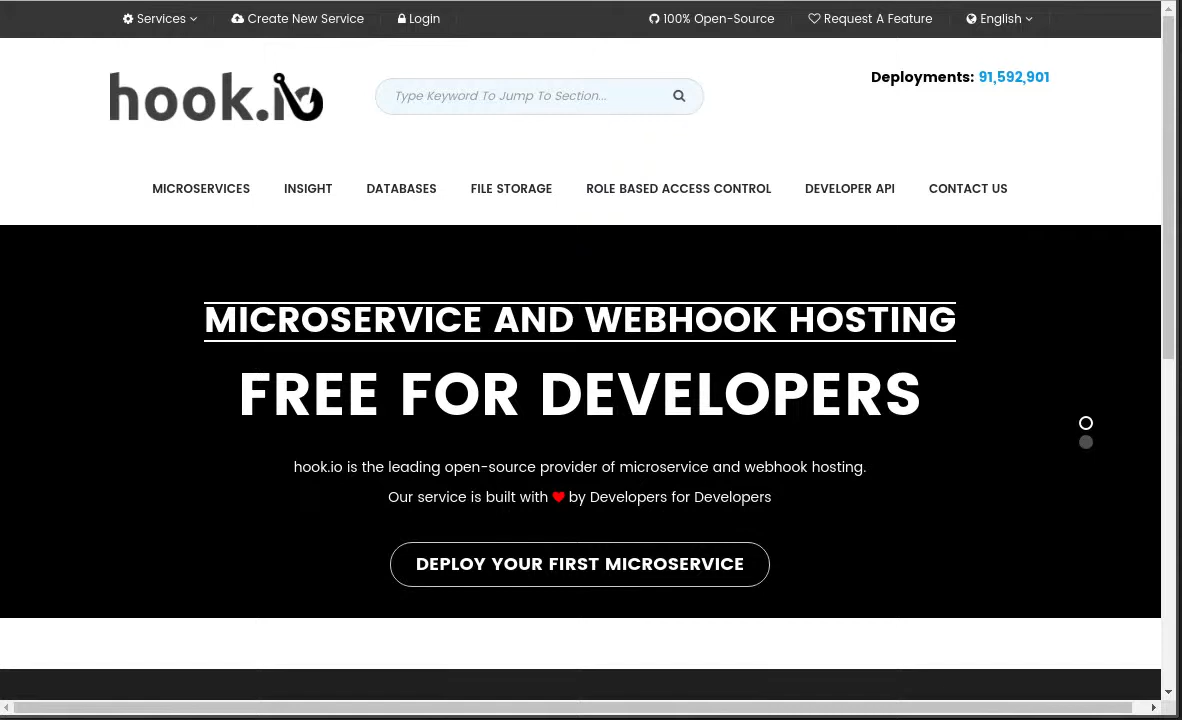 Services
Create New Service
Login
100% Open-Source
Request A Feature
English
hook.io
Type Keyword To Jump To Section...
Deployments: 91,592,901
MICROSERVICES
INSIGHT
DATABASES
FILE STORAGE
ROLE BASED ACCESS CONTROL
DEVELOPER API
CONTACT US
MICROSERVICE AND WEBHOOK HOSTING
FREE FOR DEVELOPERS
hook.io is the leading open-source provider of microservice and webhook hosting.
Our service is built with ♥ by Developers for Developers
DEPLOY YOUR FIRST MICROSERVICE